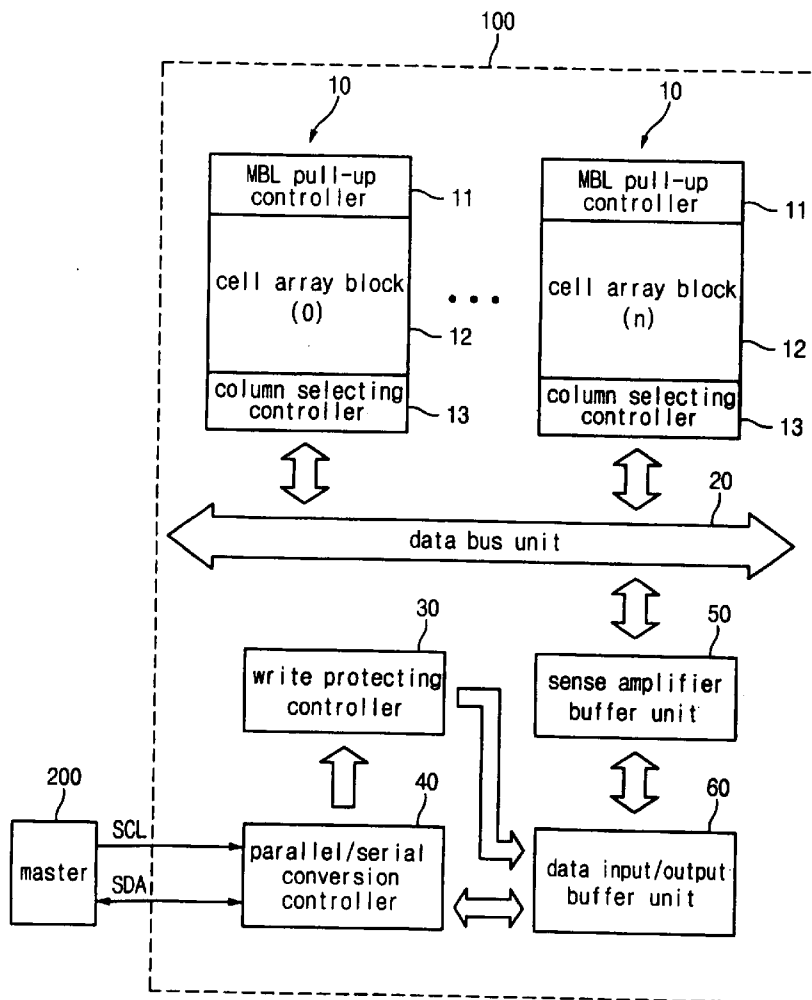 100
10
10
MBL pull-up
controller
11
MBL pull-up
controller
11
cell array block
(0)
12
...
cell array block
(n)
12
column selecting
controller
13
column selecting
controller
13
20
data bus unit
30
write protecting
controller
50
sense amplifier
buffer unit
200
master
SCL
SDA
40
parallel/serial
conversion
controller
60
data input/output
buffer unit